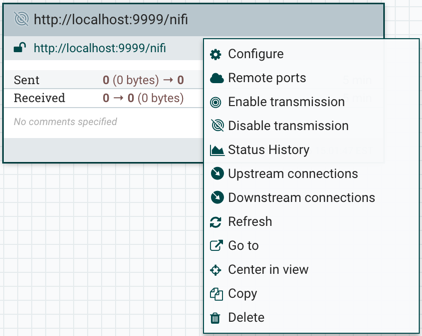 http://localhost:9999/nifi
http://localhost:9999/nifi
Sent 0 (0 bytes) → 0
Received 0 → 0 (0 bytes)
No comments specified
Configure
Remote ports
Enable transmission
Disable transmission
Status History
Upstream connections
Downstream connections
Refresh
Go to
Center in view
Copy
Delete